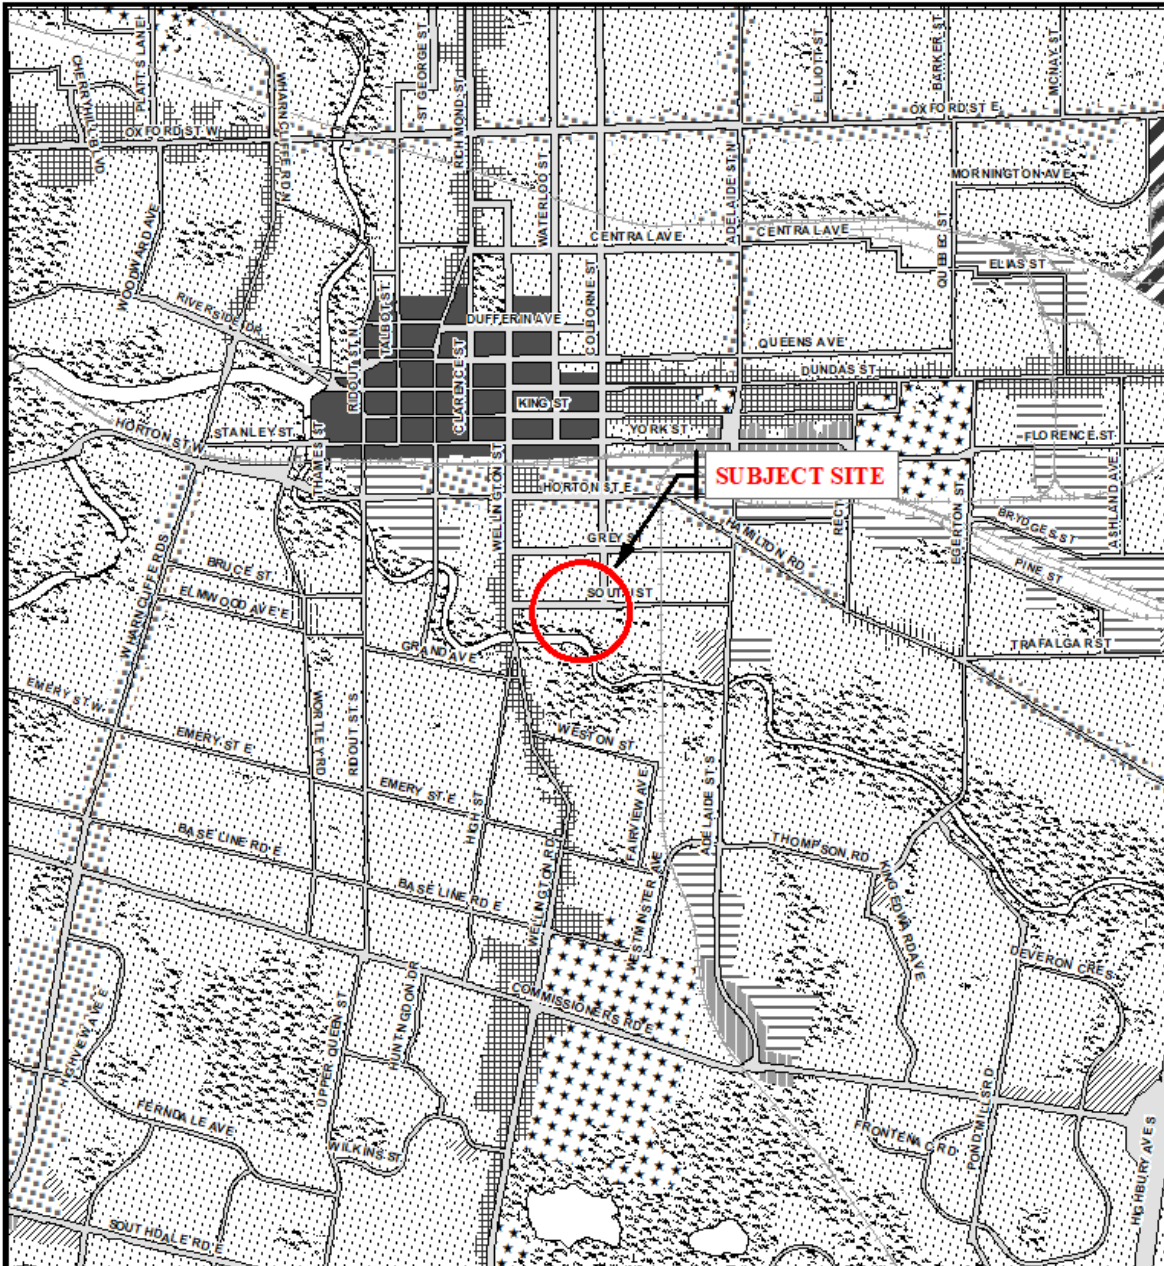 PLATT'S LANE
CHERRYHILL BLVD
OXFORD ST W
WHARNCLIFFE RD N
ST GEORGE ST
RICHMOND ST
WATERLOO ST
ELLIOTT ST
BARKER ST
MCNAY ST
OXFORD ST E
ADELAIDE ST N
MORNINGTON AVE
WOODWARD AVE
CENTRAL AVE
CENTRAL AVE
QUEBEC ST
ELIAS ST
RIVERSIDE DR
TALBOT ST
RIDOUT ST N
DUFFERIN AVE
COLBORNE ST
QUEENS AVE
CLARENCE ST
DUNDAS ST
KING ST
YORK ST
HORTON ST W
STANLEY ST
THAMES ST
FLORENCE ST
WELLINGTON ST
SUBJECT SITE
HORTON ST E
HAMILTON RD
RECT
EGERTON ST
ASHLAND AVE
BRYDGES ST
GREY ST
PINE ST
WHARNCLIFFE RD S
BRUCE ST
ELMWOOD AVE E
SOUTH ST
GRAND AVE
TRAFALGAR ST
EMERY ST W
WORTLEY RD
RIDOUT ST S
EMERY ST E
WESTON ST
ADELAIDE ST S
EMERY ST E
HIGH ST
FAIRVIEW AVE
BASE LINE RD E
THOMPSON RD
WELLINGTON RD
WESTMINSTER AVE
KING EDWARD AVE
BASE LINE RD E
DEVERON CRES
HIGHVIEW AVE E
UPPER QUEEN ST
HUNTINGDON DR
COMMISSIONERS RD E
FERNDALE AVE
WILKINS ST
FRONTENAC RD
POND MILLS RD
HIGHBURY AVE S
SOUTHDALE RD E